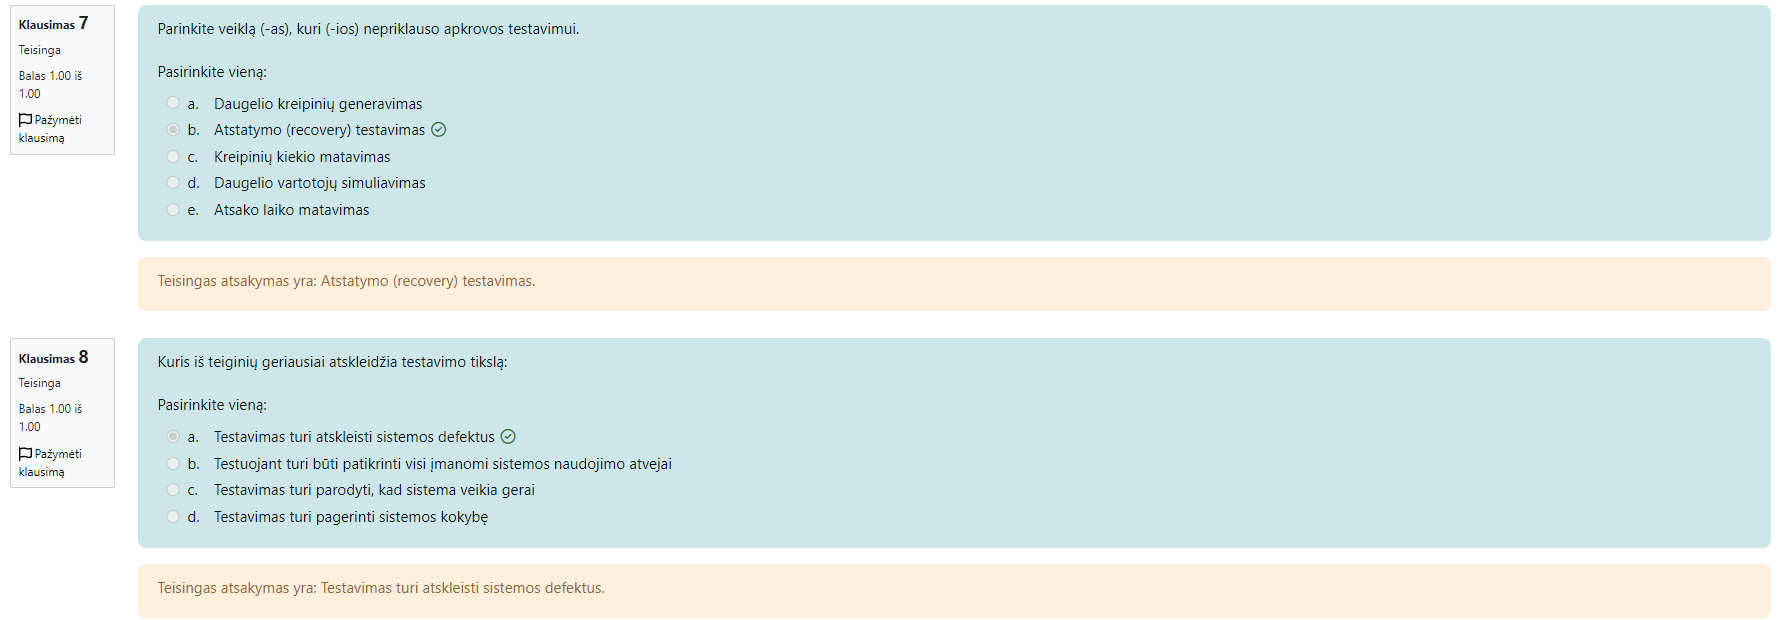 Klausimas 7
Teisinga
Balas 1.00 iš
1.00
Pažymėti
klausimą
Parinkite veiklą (-as), kuri (-ios) nepriklauso apkrovos testavimui.
Pasirinkite vieną:
a. Daugelio kreipinių generavimas
b. Atstatymo (recovery) testavimas
c. Kreipinių kiekio matavimas
d. Daugelio vartotojų simuliavimas
e. Atsako laiko matavimas
Teisingas atsakymas yra: Atstatymo (recovery) testavimas.
Klausimas 8
Teisinga
Balas 1.00 iš
1.00
Pažymėti
klausimą
Kuris iš teiginių geriausiai atskleidžia testavimo tikslą:
Pasirinkite vieną:
a. Testavimas turi atskleisti sistemos defektus
b. Testuojant turi būti patikrinti visi įmanomi sistemos naudojimo atvejai
c. Testavimas turi parodyti, kad sistema veikia gerai
d. Testavimas turi pagerinti sistemos kokybę
Teisingas atsakymas yra: Testavimas turi atskleisti sistemos defektus.